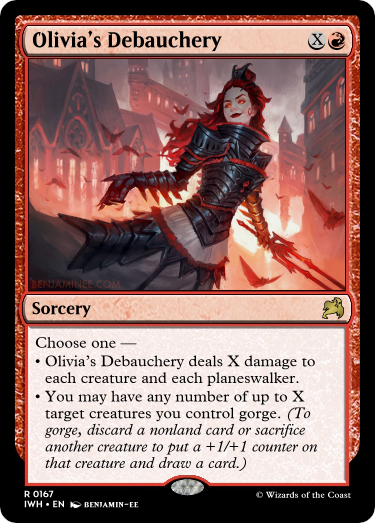 Olivia's Debauchery X
BENJAMINEE.COM
Sorcery
Choose one —
• Olivia's Debauchery deals X damage to
each creature and each planeswalker.
• You may have any number of up to X
target creatures you control gorge. (To
gorge, discard a nonland card or sacrifice
another creature to put a +1/+1 counter on
that creature and draw a card.)
R 0167
IWH • EN BENJAMIN-EE
© Wizards of the Coast